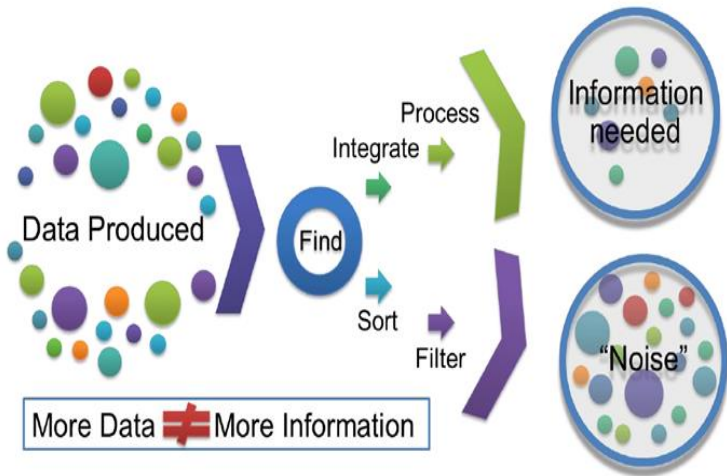 Data Produced
Find
Integrate
Process
Sort
Filter
Information
needed
“Noise”
More Data ≠ More Information